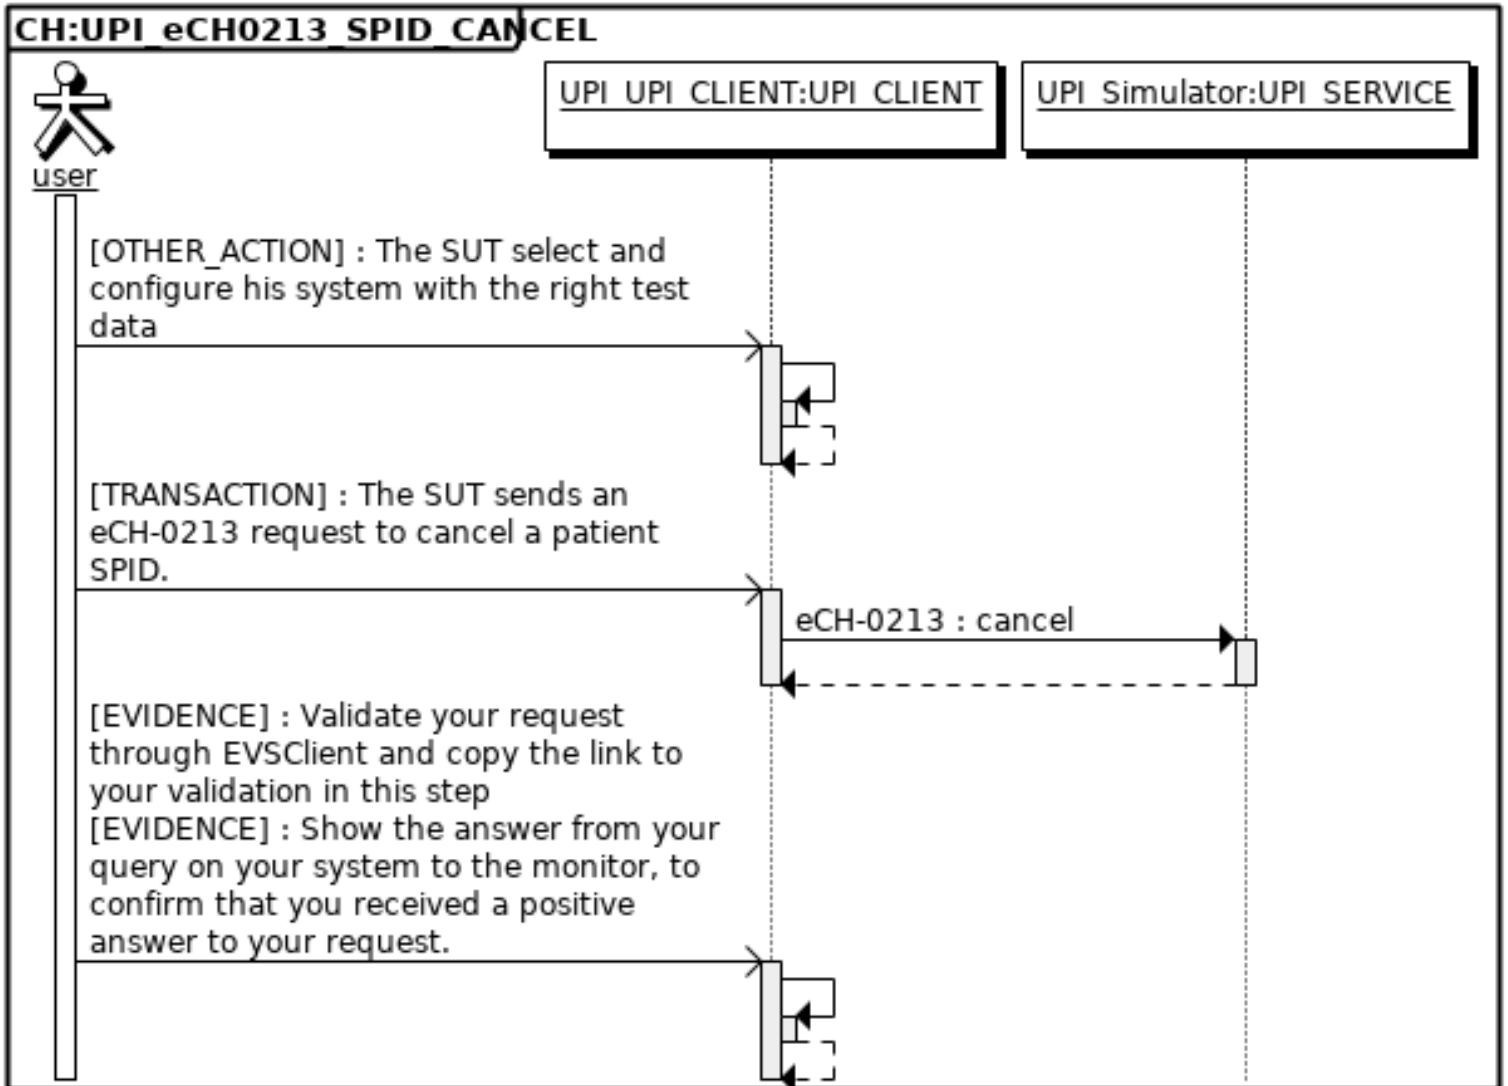 CH:UPI_eCH0213_SPID_CANCEL
user
UPI_UPI_CLIENT:UPI_CLIENT
UPI_Simulator:UPI_SERVICE
[OTHER_ACTION] : The SUT select and
configure his system with the right test
data
[TRANSACTION] : The SUT sends an
eCH-0213 request to cancel a patient
SPID.
eCH-0213 : cancel
[EVIDENCE] : Validate your request
through EVSClient and copy the link to
your validation in this step
[EVIDENCE] : Show the answer from your
query on your system to the monitor, to
confirm that you received a positive
answer to your request.